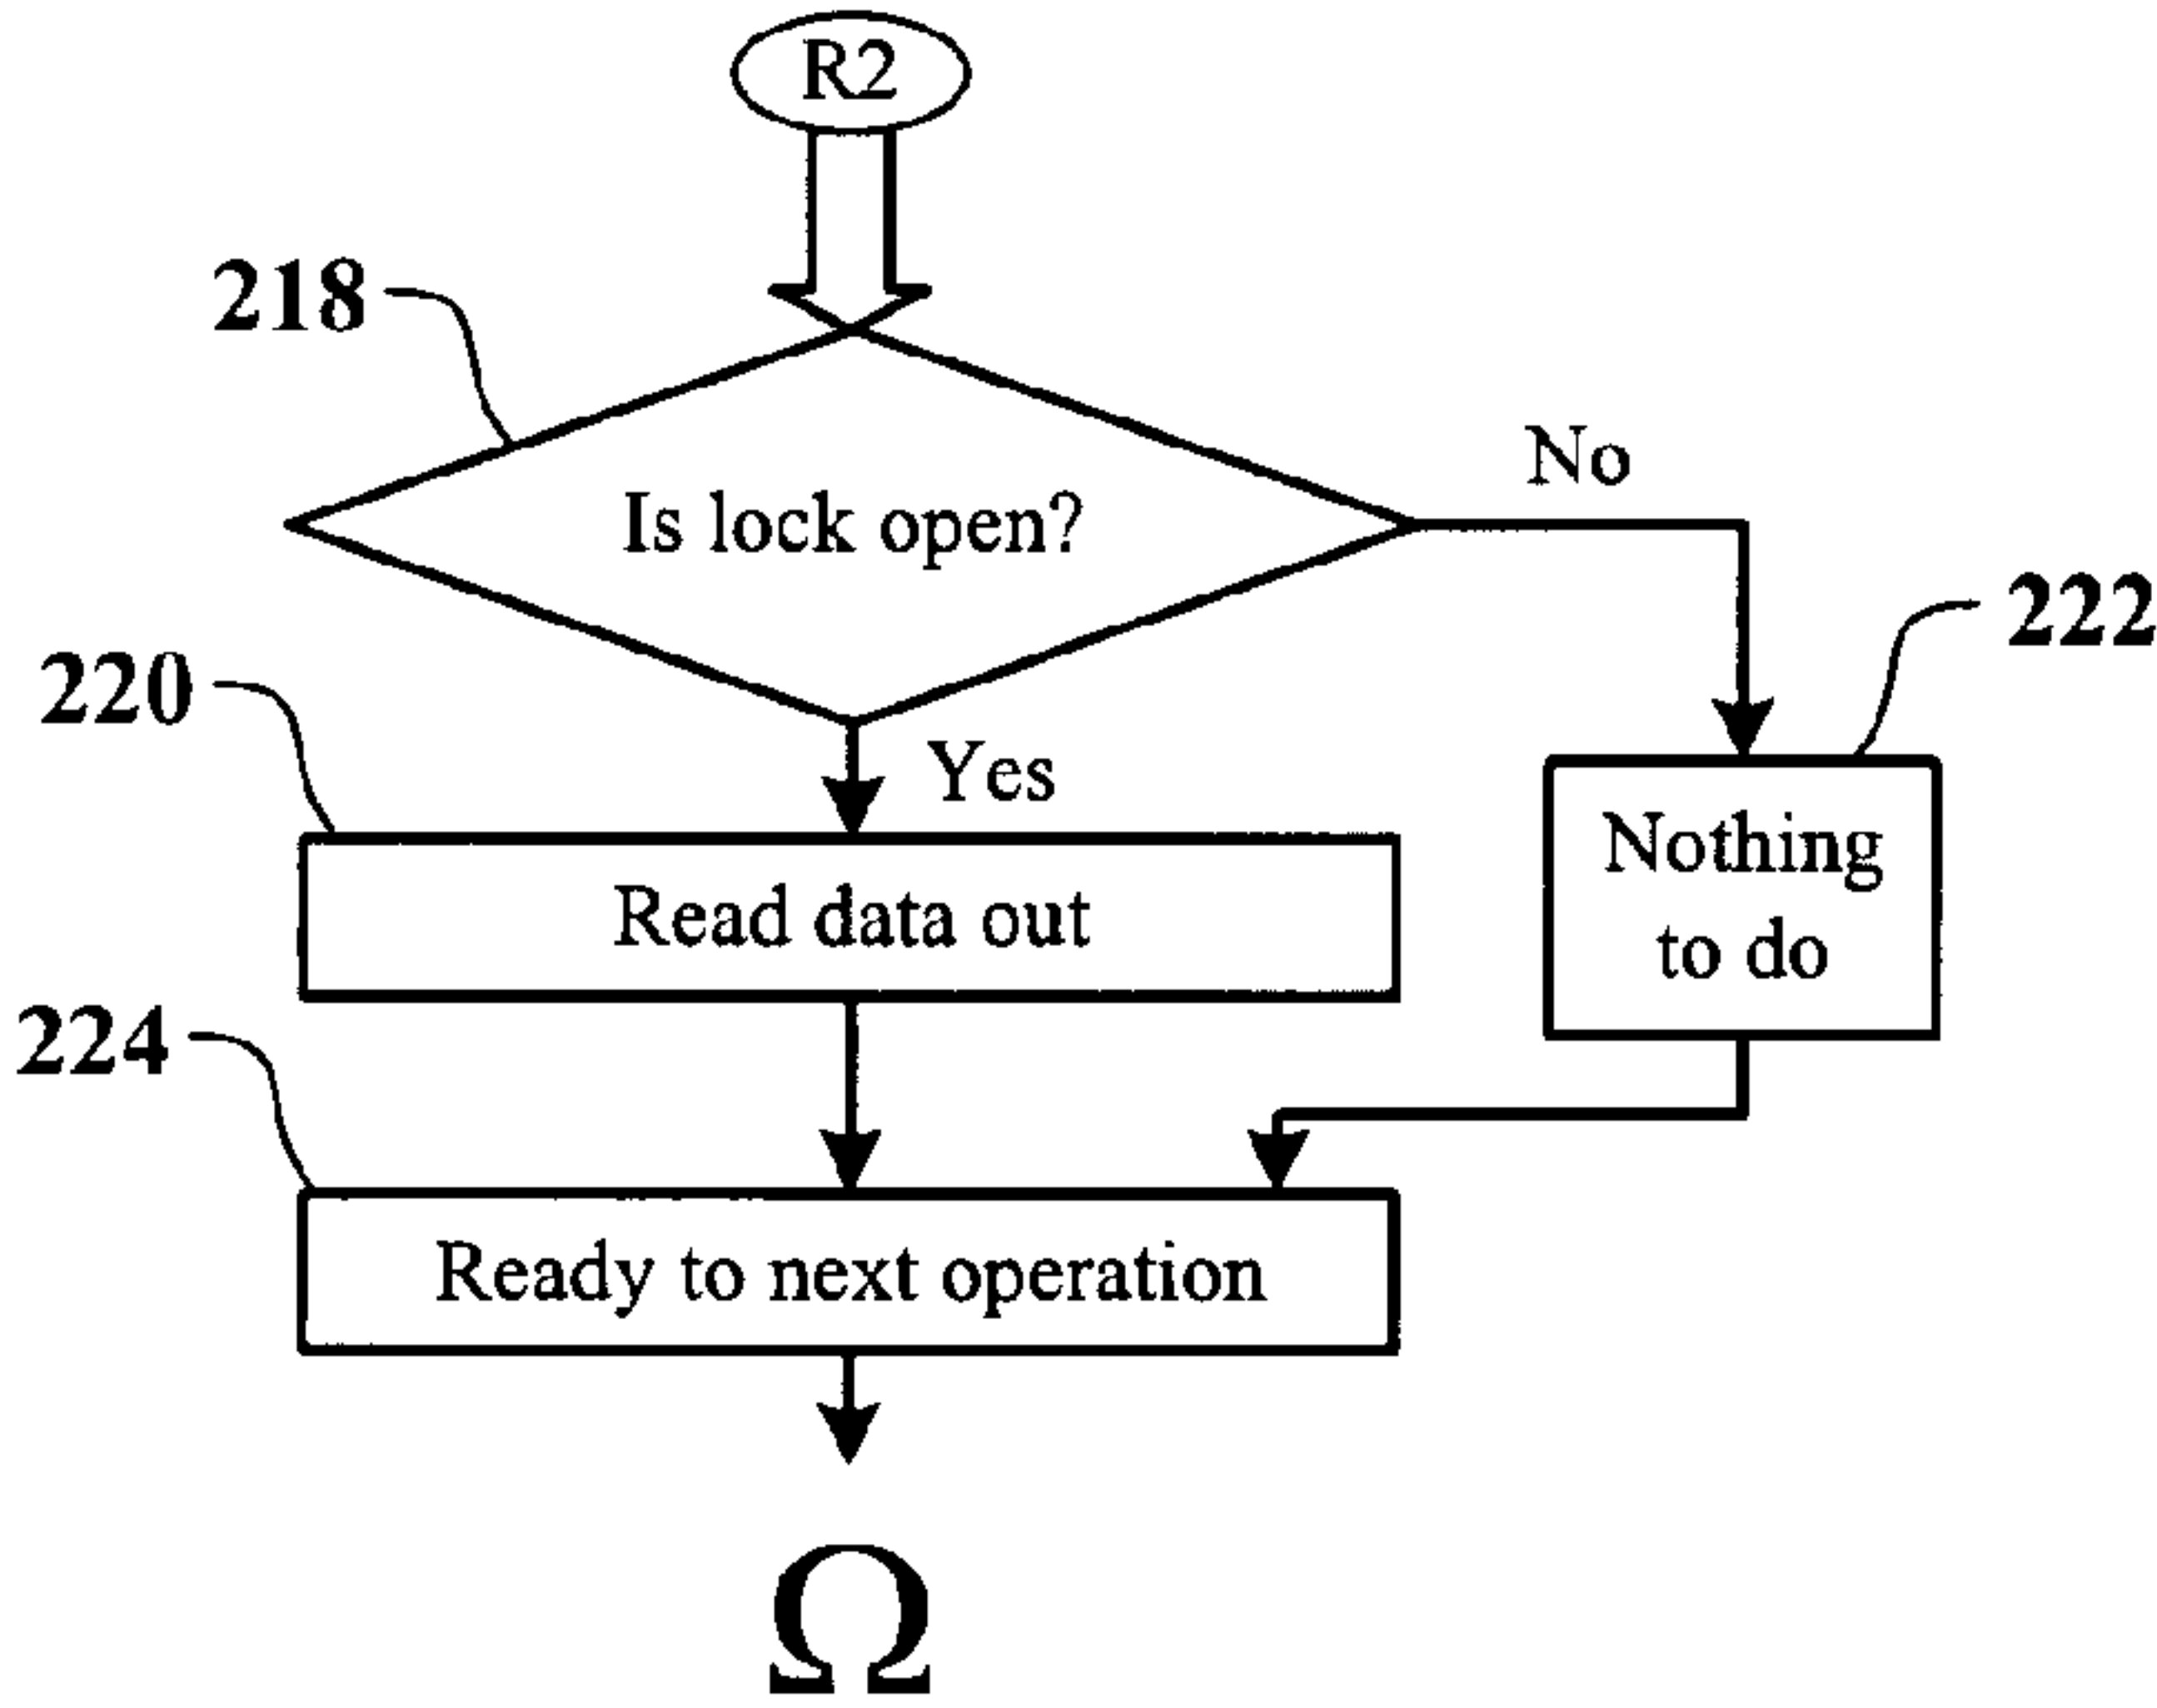 R2
218
Is lock open?
No
222
220
Yes
Nothing
to do
Read data out
224
Ready to next operation
Ω